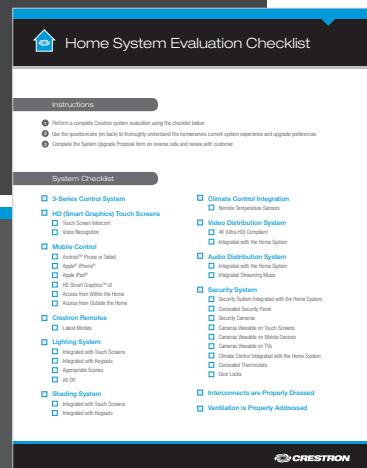 Home System Evaluation Checklist
Instructions
1 Perform a complete Crestron system evaluation using the checklist below
2 Use the questionnaire (on back) to thoroughly understand the homeowners current system experience and upgrade preferences
3 Complete the System Upgrade Proposal form on reverse side and review with customer
System Checklist
3-Series Control System
HD (Smart Graphics) Touch Screens
Touch Screen Intercom
Voice Recognition
Mobile Control
Android™ Phone or Tablet
Apple® iPhone®
Apple iPad®
HD Smart Graphics™ UI
Access from Within the Home
Access from Outside the Home
Crestron Remotes
Latest Models
Lighting System
Integrated with Touch Screens
Integrated with Keypads
Appropriate Scenes
All Off
Shading System
Integrated with Touch Screens
Integrated with Keypads
Climate Control Integration
Remote Temperature Sensors
Video Distribution System
4K (Ultra HD) Compliant
Integrated with the Home System
Audio Distribution System
Integrated with the Home System
Integrated Streaming Music
Security System
Security System Integrated with the Home System
Concealed Security Panel
Security Cameras
Cameras Viewable on Touch Screens
Cameras Viewable on Mobile Devices
Cameras Viewable on TVs
Climate Control Integrated with the Home System
Concealed Thermostats
Door Locks
Interconnects are Properly Dressed
Ventilation is Properly Addressed
CRESTRON